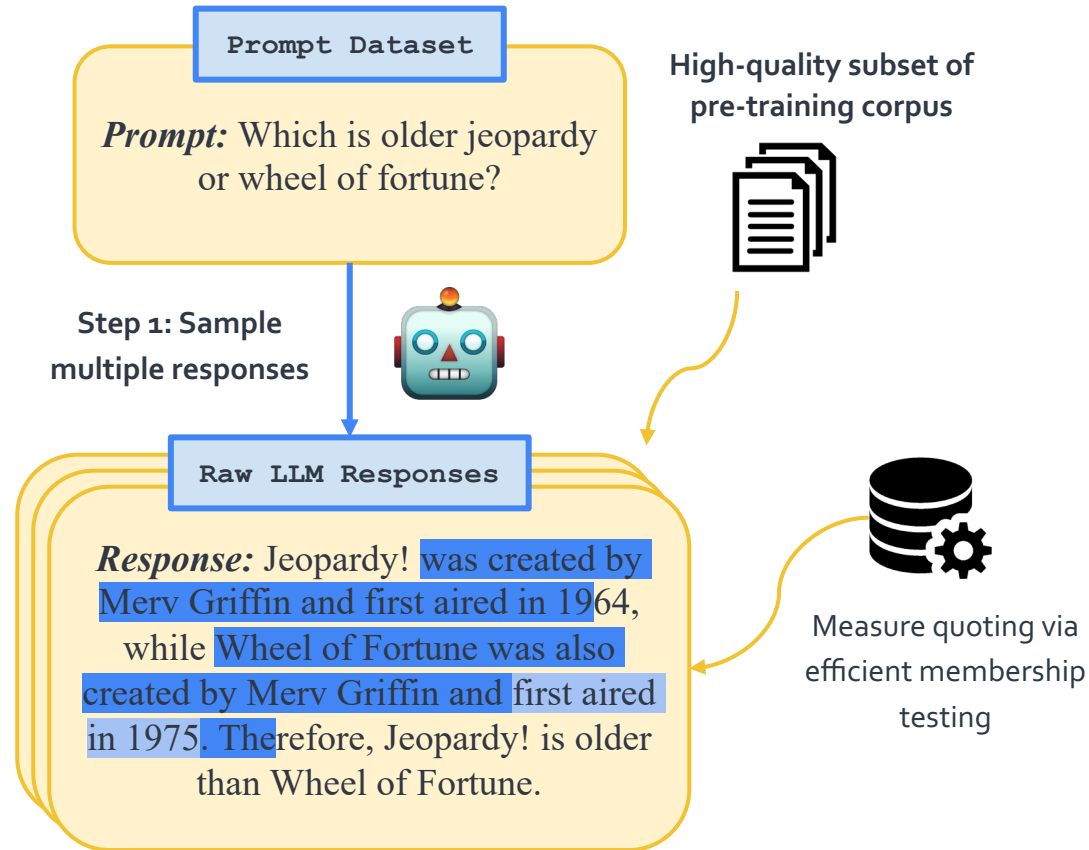 Prompt Dataset
Prompt: Which is older jeopardy
or wheel of fortune?
High-quality subset of
pre-training corpus
Step 1: Sample
multiple responses
Raw LLM Responses
Response: Jeopardy! was created by
Merv Griffin and first aired in 1964,
while Wheel of Fortune was also
created by Merv Griffin and first aired
in 1975. Therefore, Jeopardy! is older
than Wheel of Fortune.
Measure quoting via
efficient membership
testing